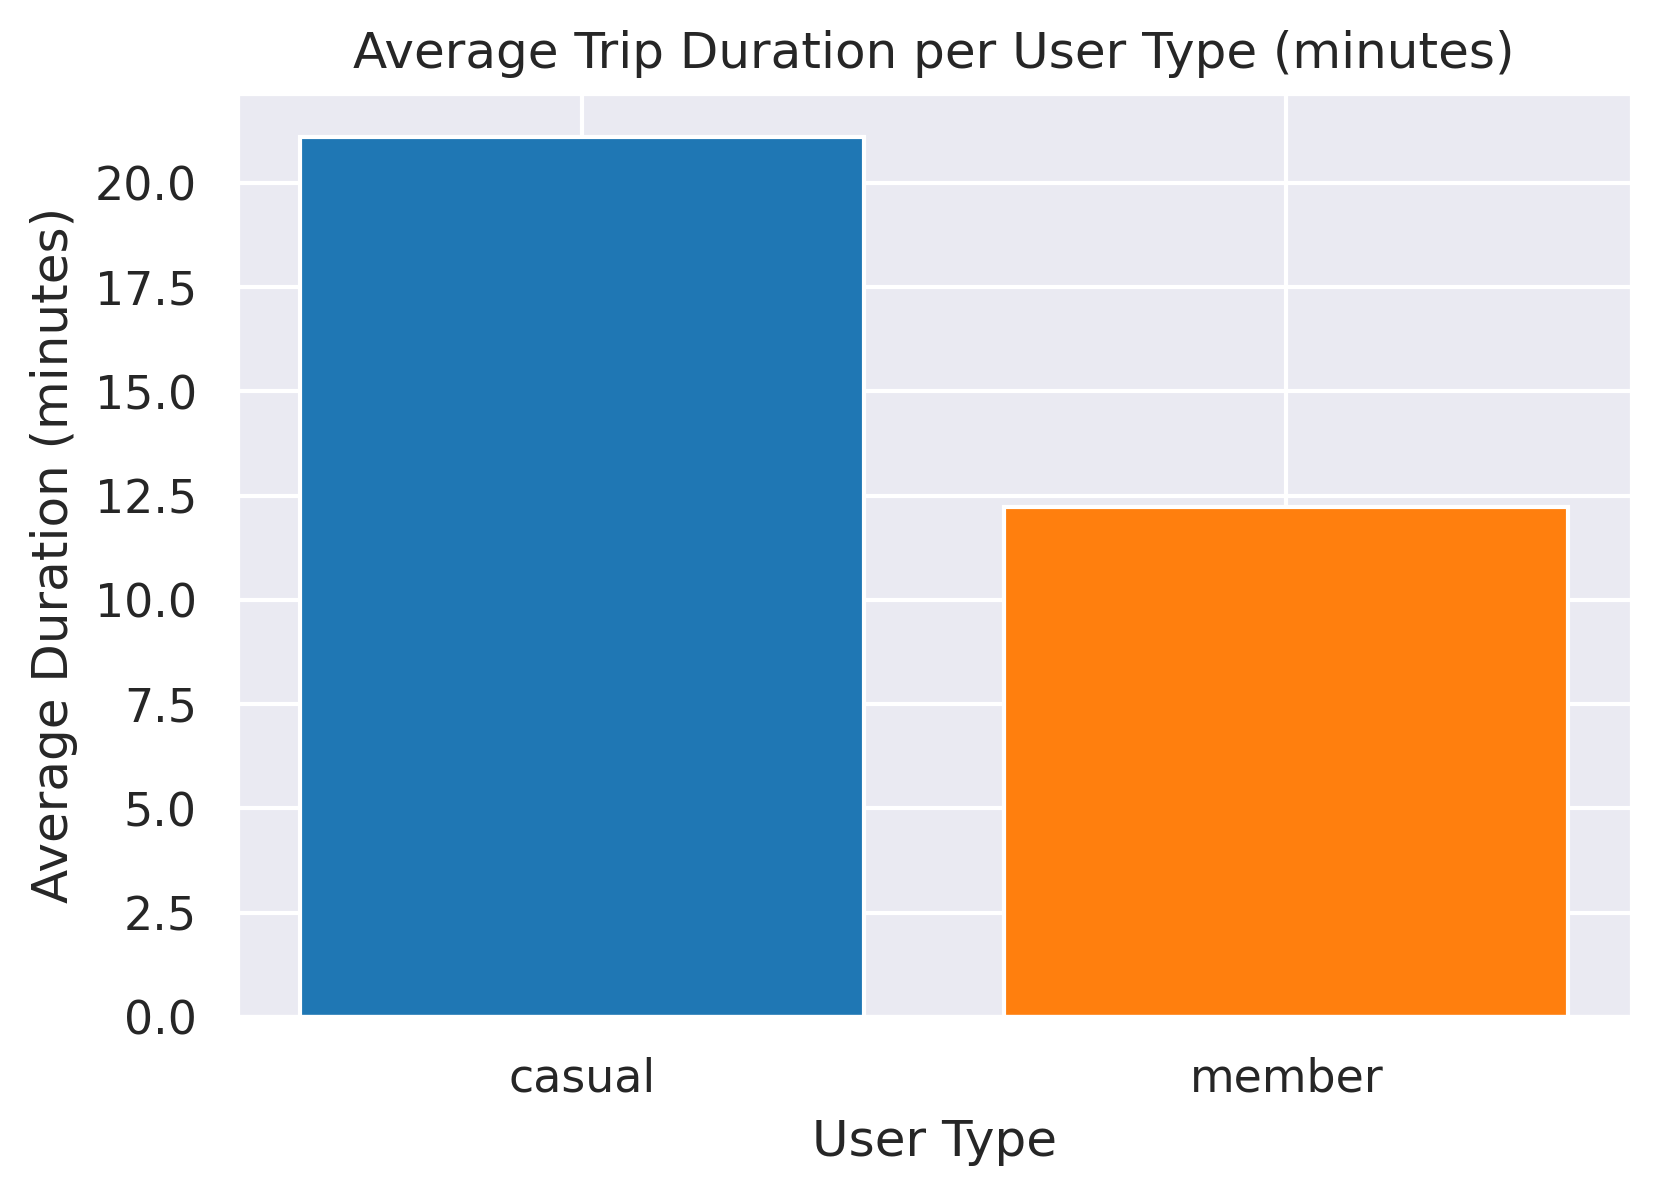 Average Trip Duration per User Type (minutes)
Average Duration (minutes)
20.0
17.5
15.0
12.5
10.0
7.5
5.0
2.5
0.0
casual member
User Type